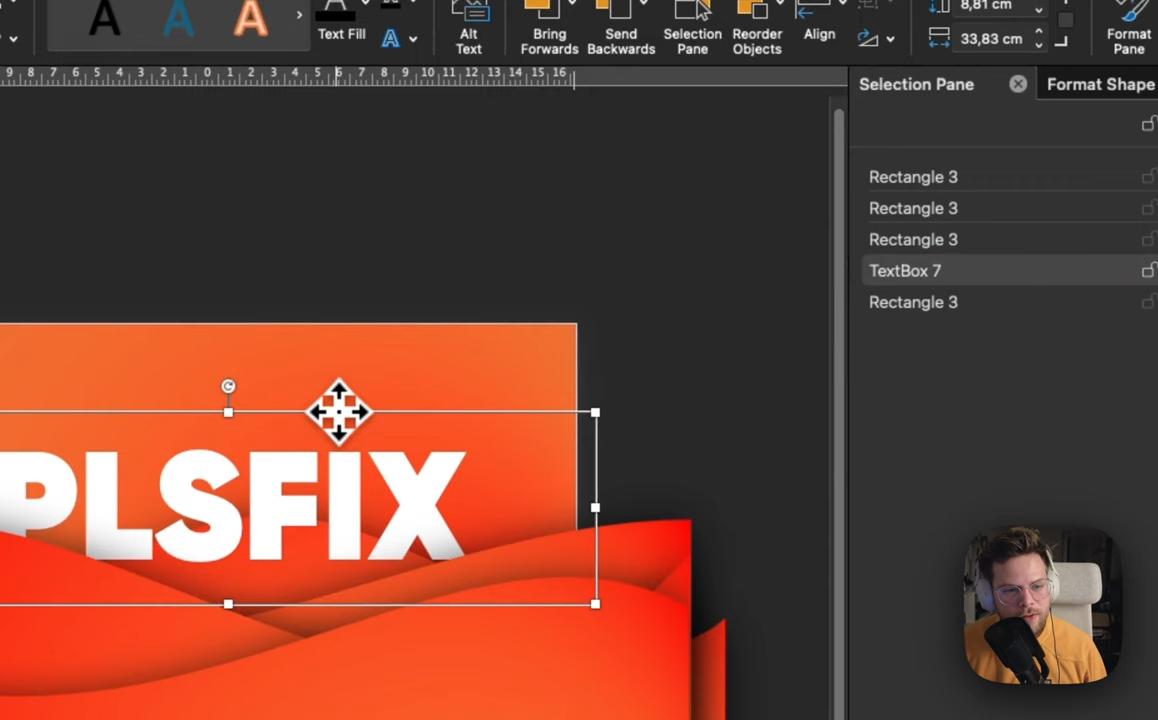 A A A
Text Fill
A
Alt
Text
Bring
Forwards
Send
Backwards
Selection
Pane
Reorder
Objects
Align
8,81 cm
33,83 cm
Format
Pane
9 8 7 6 5 4 3 2 1 0 1 2 3 4 5 6 7 8 9 10 11 12 13 14 15 16
Selection Pane
Format Shape
Rectangle 3
Rectangle 3
Rectangle 3
TextBox 7
Rectangle 3
PLSFIX